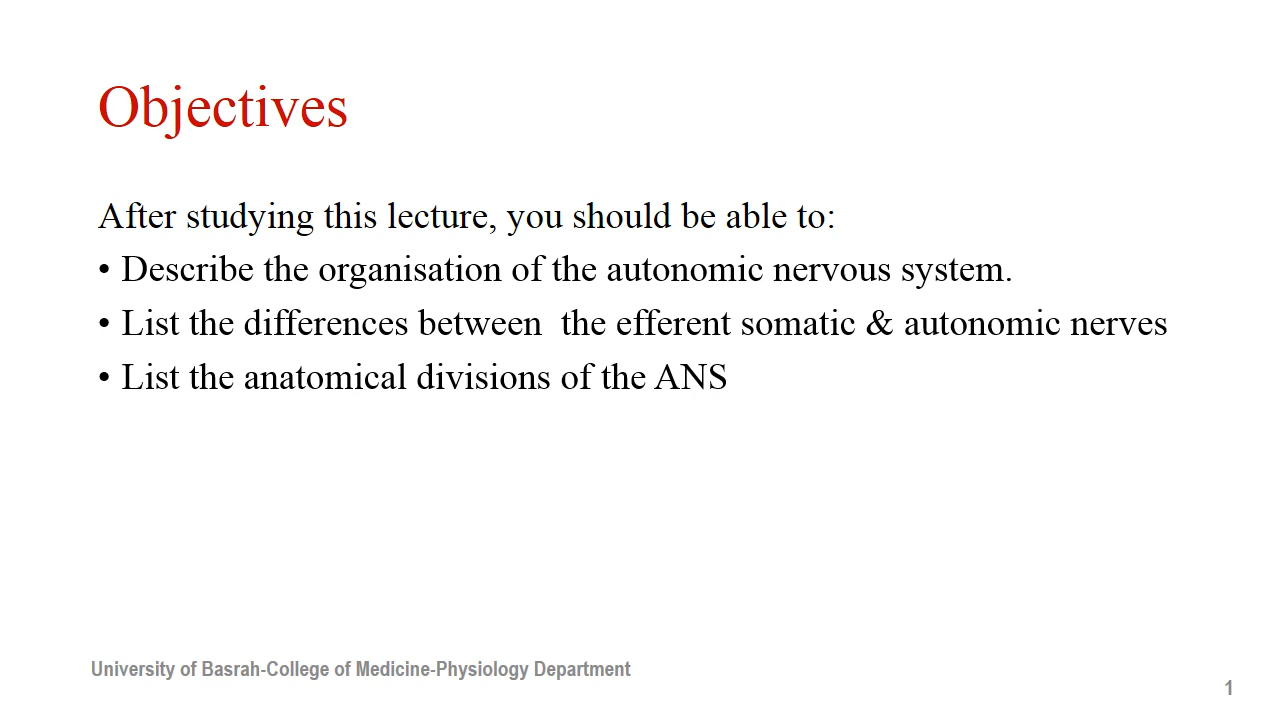 Objectives
After studying this lecture, you should be able to:
• Describe the organisation of the autonomic nervous system.
• List the differences between  the efferent somatic & autonomic nerves
• List the anatomical divisions of the ANS
University of Basrah-College of Medicine-Physiology Department
1